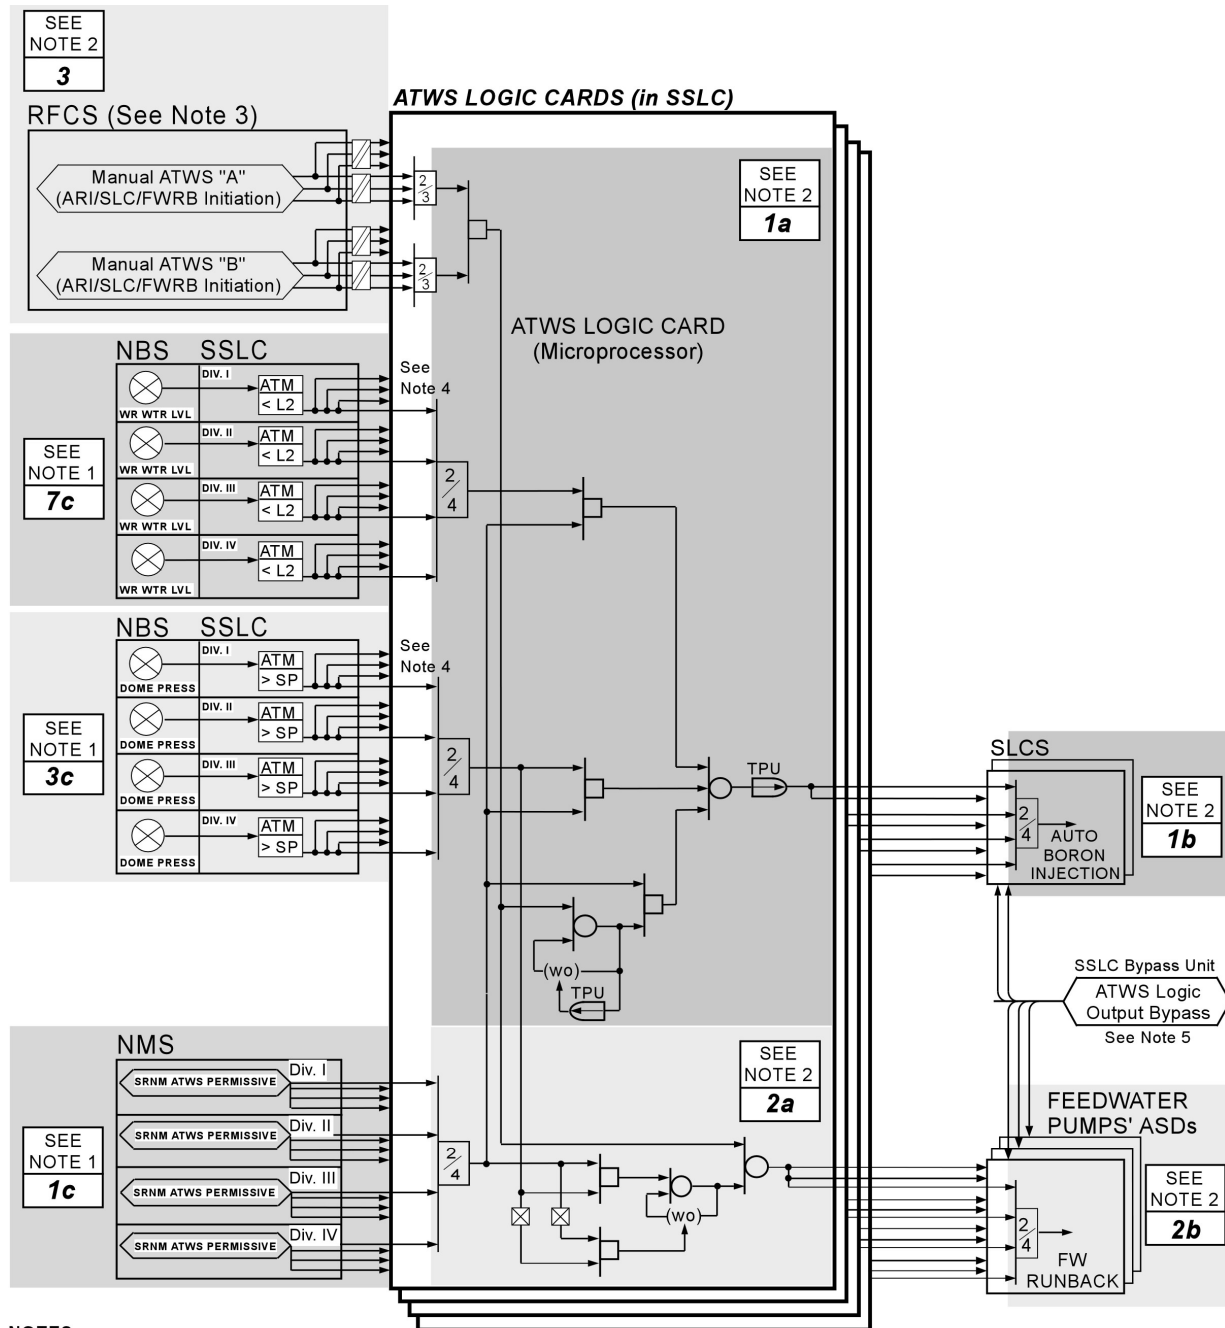 SEE
NOTE 2
3
RFCS (See Note 3)
Manual ATWS "A"
(ARI/SLC/FWRB Initiation)
Manual ATWS "B"
(ARI/SLC/FWRB Initiation)
ATWS LOGIC CARDS (in SSLC)
2
3
2
3
SEE
NOTE 2
1a
ATWS LOGIC CARD
(Microprocessor)
NBS SSLC
DIV. I
ATM
< L2
WR WTR LVL
DIV. II
ATM
< L2
WR WTR LVL
DIV. III
ATM
< L2
WR WTR LVL
DIV. IV
ATM
< L2
WR WTR LVL
SEE
NOTE 1
7c
See
Note 4
2
4
NBS SSLC
DIV. I
ATM
> SP
DOME PRESS
DIV. II
ATM
> SP
DOME PRESS
DIV. III
ATM
> SP
DOME PRESS
DIV. IV
ATM
> SP
DOME PRESS
SEE
NOTE 1
3c
See
Note 4
2
4
TPU
(wo)
TPU
SLCS
2
4
AUTO
BORON
INJECTION
SEE
NOTE 2
1b
SSLC Bypass Unit
ATWS Logic
Output Bypass
See Note 5
NMS
SRNM ATWS PERMISSIVE
Div. I
SRNM ATWS PERMISSIVE
Div. II
SRNM ATWS PERMISSIVE
Div. III
SRNM ATWS PERMISSIVE
Div. IV
SEE
NOTE 1
1c
2
4
SEE
NOTE 2
2a
(wo)
FEEDWATER
PUMPS' ASDs
2
4
FW
RUNBACK
SEE
NOTE 2
2b